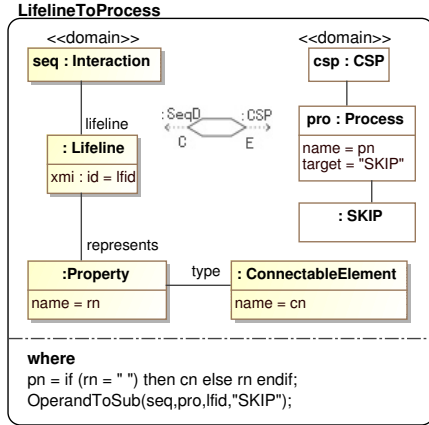 LifelineToProcess
<<domain>>
<<domain>>
seq : Interaction
csp : CSP
:SeqD
:CSP
C
E
lifeline
pro : Process
name = pn
target = "SKIP"
: Lifeline
xmi : id = lfid
: SKIP
represents
:Property
name = rn
type
: ConnectableElement
name = cn
where
pn = if (rn = " ") then cn else rn endif;
OperandToSub(seq,pro,lfid,"SKIP");